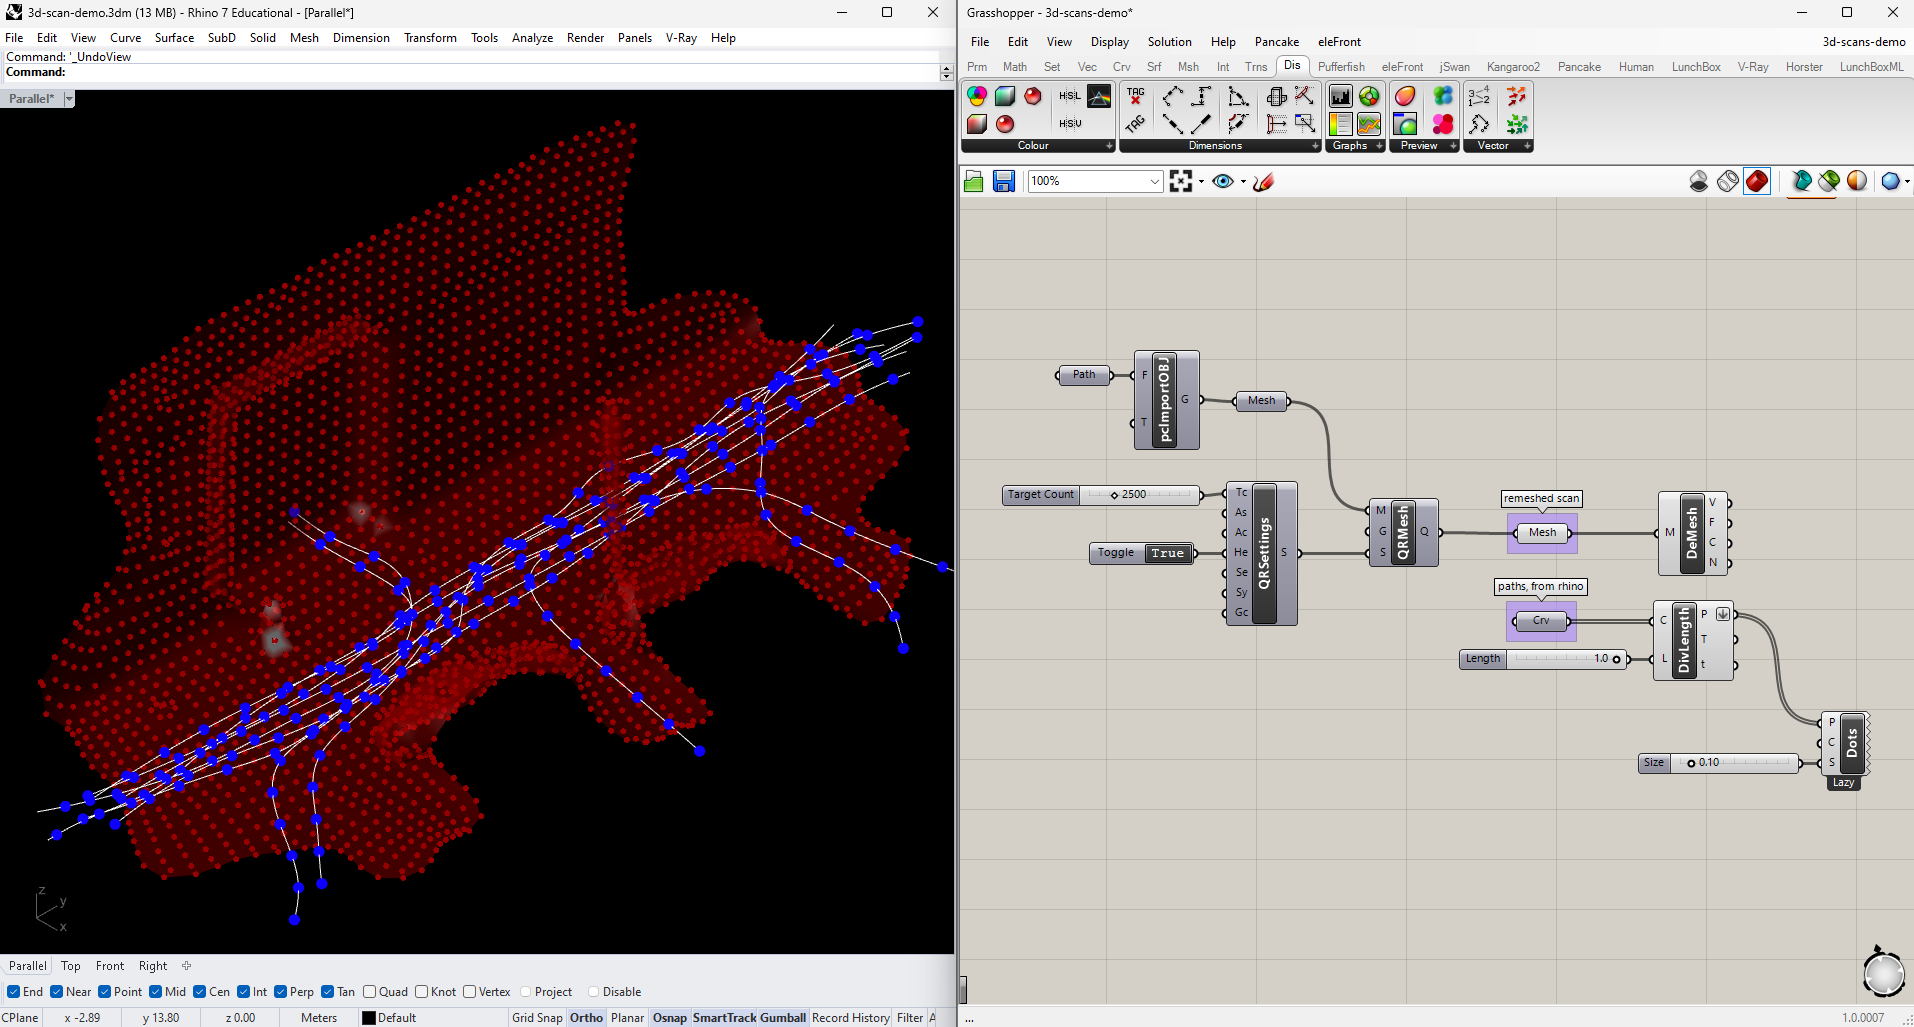 3d-scan-demo.3dm (13 MB) - Rhino 7 Educational - [Parallel*]
File Edit View Curve Surface SubD Solid Mesh Dimension Transform Tools Analyze Render Panels V-Ray Help
Command: '_UndoView
Command:
Parallel*
z
y
x
Parallel Top Front Right
End Near Point Mid Cen Int Perp Tan Quad Knot Vertex Project Disable
CPlane x -2.89 y 13.80 z 0.00 Meters Default Grid Snap Ortho Planar Osnap SmartTrack Gumball Record History Filter A
Grasshopper - 3d-scans-demo*
File Edit View Display Solution Help Pancake eleFront 3d-scans-demo
Prm Math Set Vec Crv Srf Msh Int Trns Dis Pufferfish eleFront jSwan Kangaroo2 Pancake Human LunchBox V-Ray Horster LunchBoxML
HSL TAG
HSV TAG
Colour Dimensions Graphs Preview Vector
100%
Path F pcImportOBJ G T
Mesh
Target Count 2500
Toggle True
Tc As Ac He Se Sy Gc QRSettings S
M G S QRMesh Q
remeshed scan
Mesh
M DeMesh V F C N
paths, from rhino
Crv
Length 1.0
C L DivLength P T t
Size 0.10
P C S Dots
Lazy
... 1.0.0007